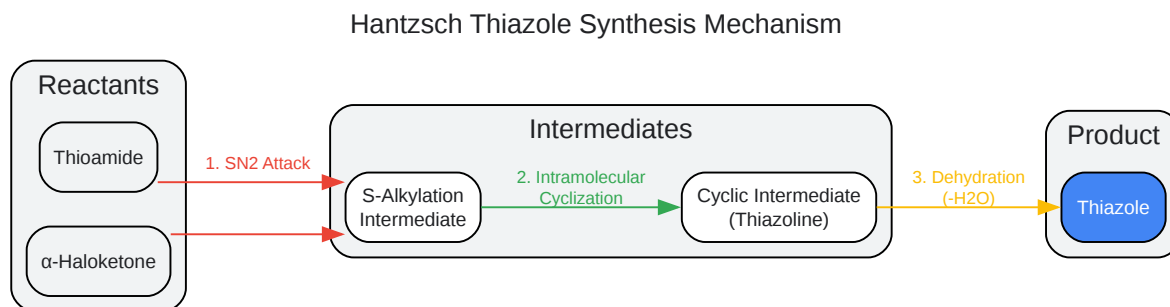 Hantzsch Thiazole Synthesis Mechanism
Reactants
Thioamide
α-Haloketone
1. SN2 Attack
Intermediates
S-Alkylation
Intermediate
2. Intramolecular
Cyclization
Cyclic Intermediate
(Thiazoline)
3. Dehydration
(-H2O)
Product
Thiazole